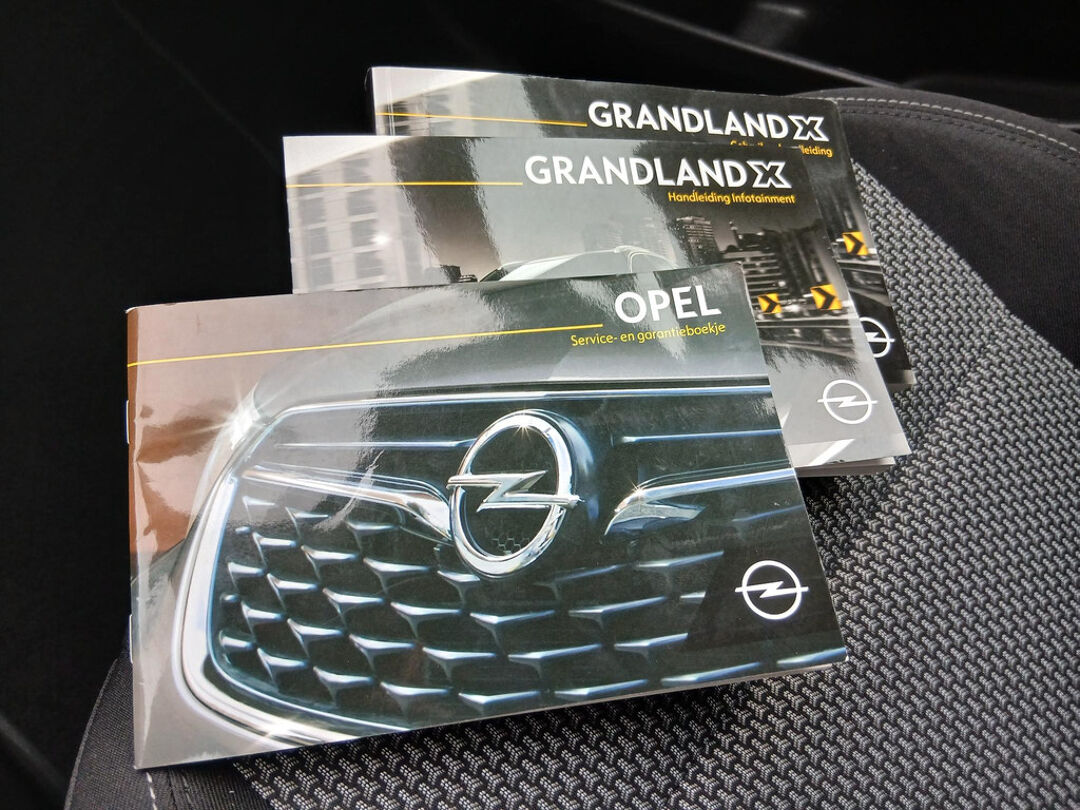 GRANDLAND X
GRANDLAND X
Handleiding Infotainment
OPEL
Service- en garantieboekje